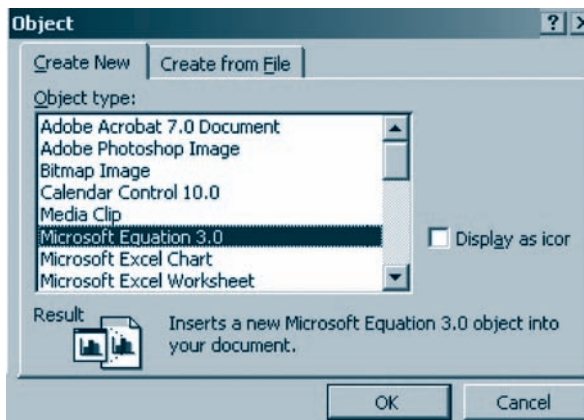 Object
Create New
Create from File
Object type:
Adobe Acrobat 7.0 Document
Adobe Photoshop Image
Bitmap Image
Calendar Control 10.0
Media Clip
Microsoft Equation 3.0
Microsoft Excel Chart
Microsoft Excel Worksheet
Display as icor
Result
Inserts a new Microsoft Equation 3.0 object into
your document.
OK
Cancel